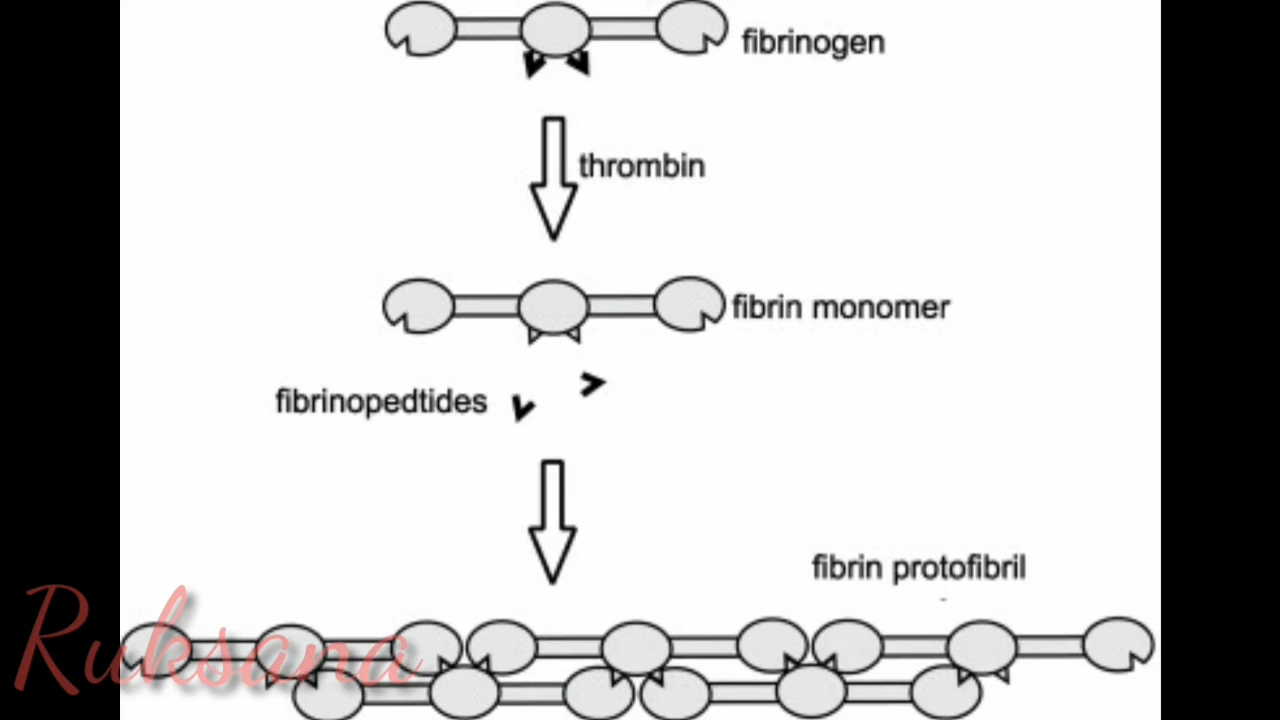 fibrinogen
thrombin
fibrin monomer
fibrinopedtides
fibrin protofibril
Ruksana